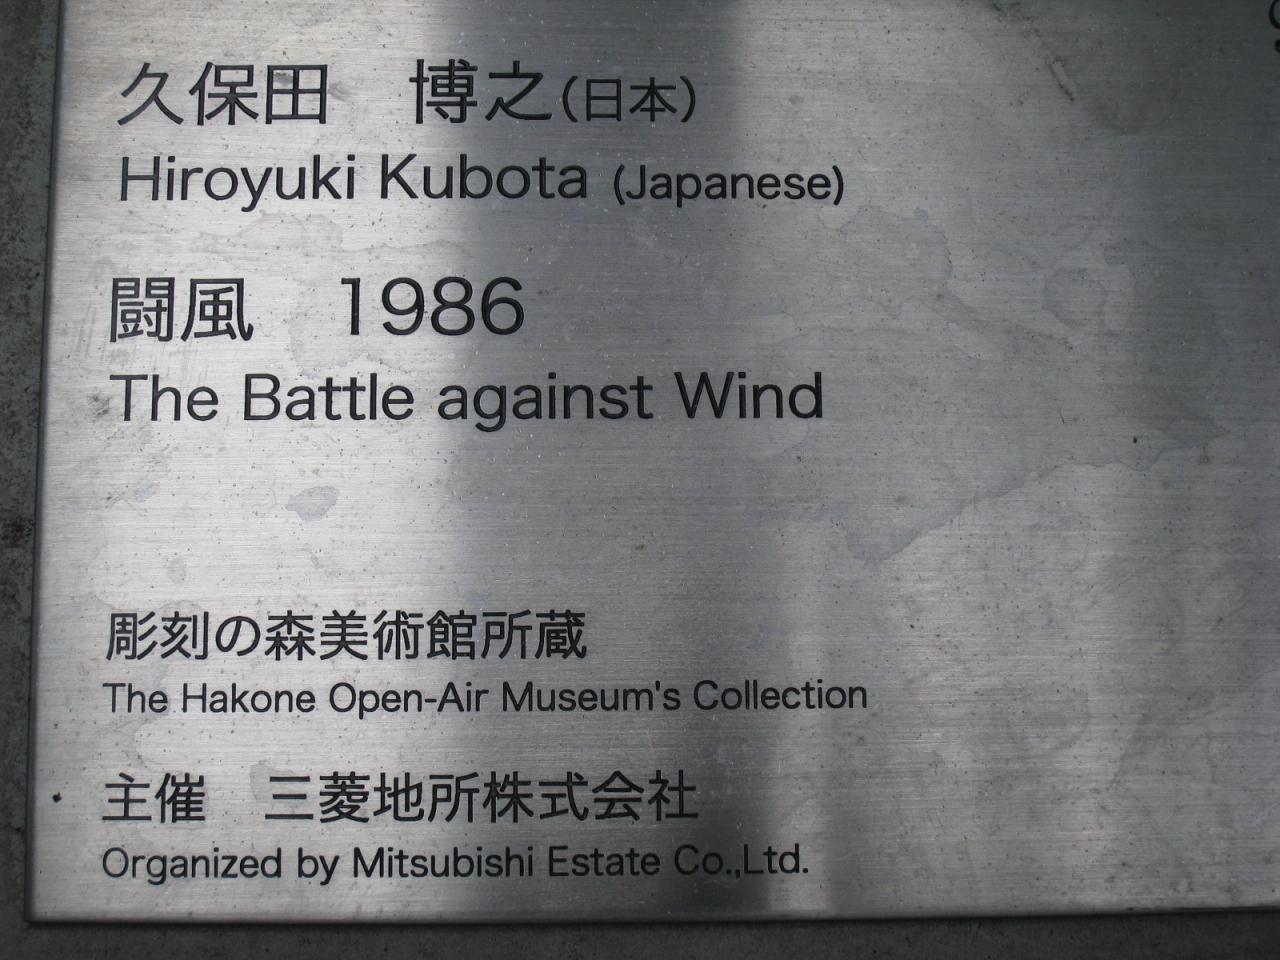 久保田　博之(日本)
Hiroyuki Kubota (Japanese)
闘風　1986
The Battle against Wind
彫刻の森美術館所蔵
The Hakone Open-Air Museum's Collection
主催　三菱地所株式会社
Organized by Mitsubishi Estate Co.,Ltd.